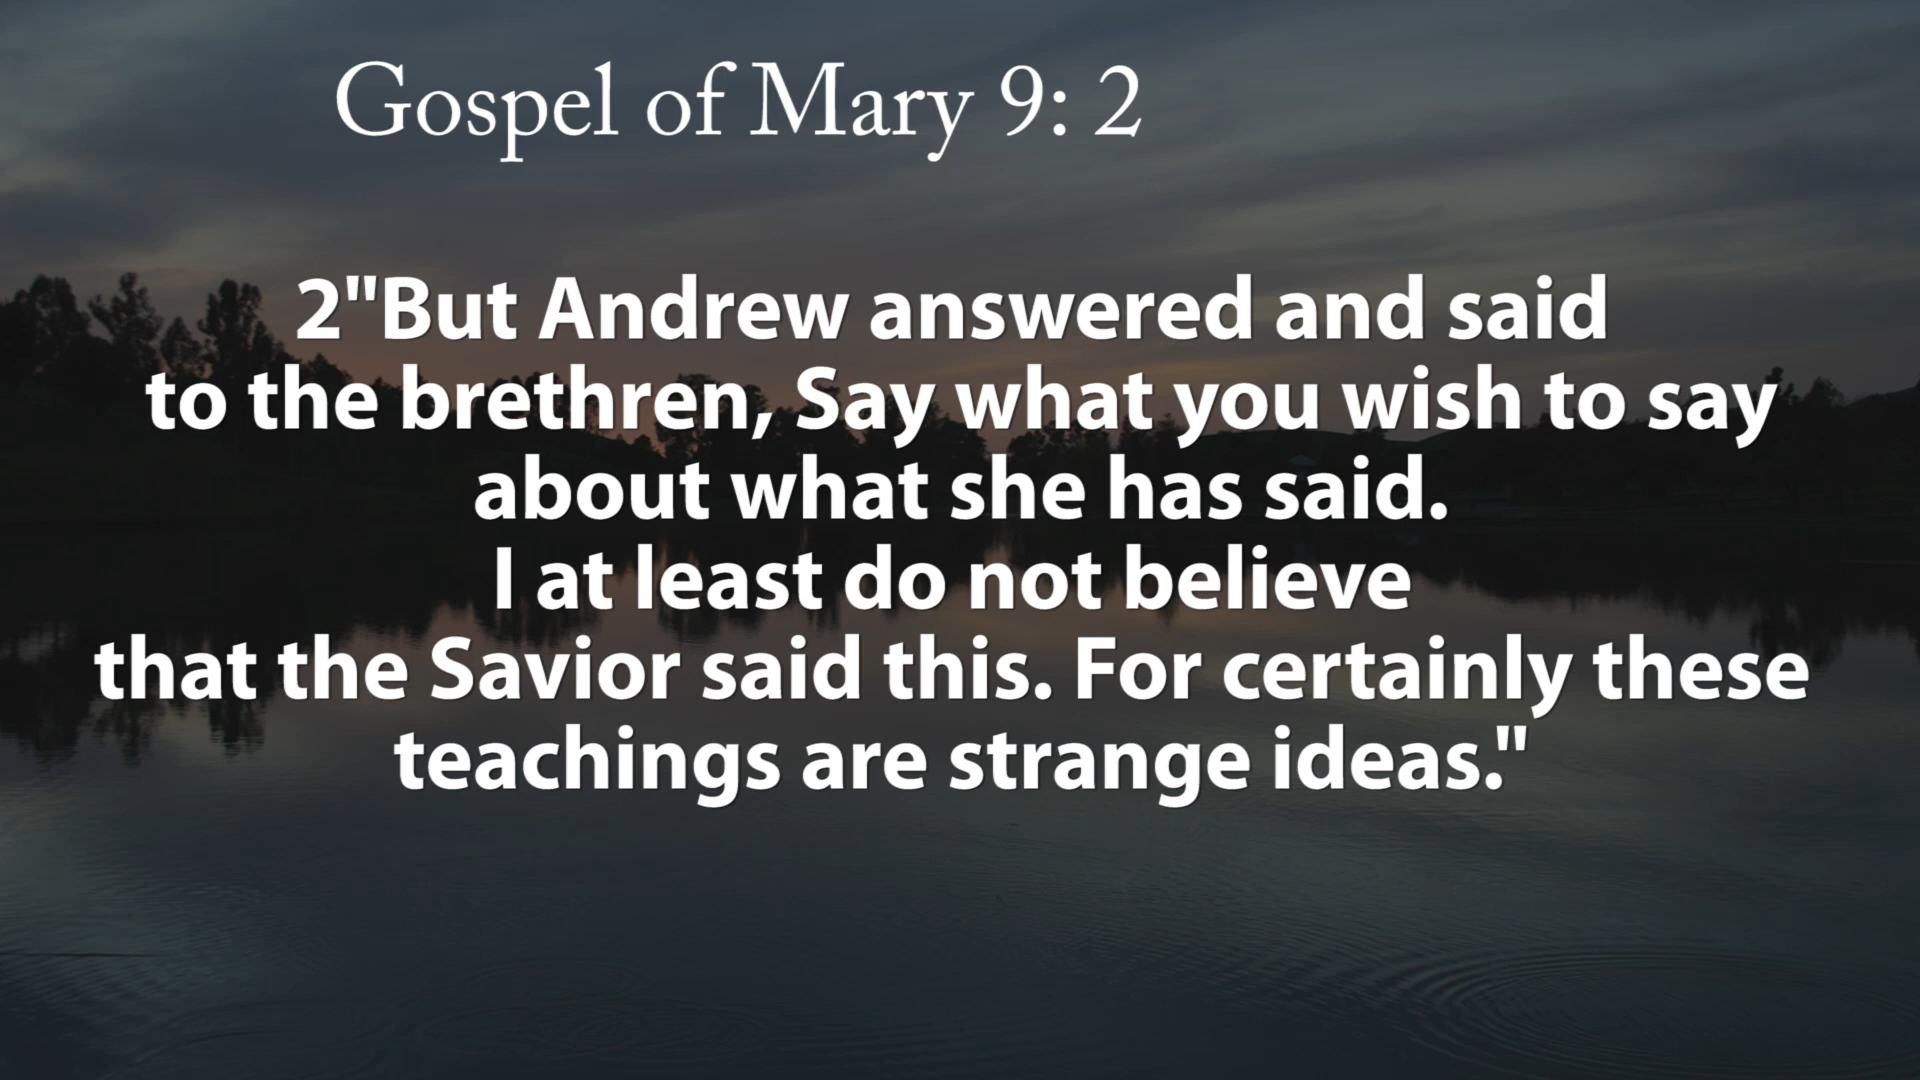 Gospel of Mary 9: 2
2"But Andrew answered and said
to the brethren, Say what you wish to say
about what she has said.
I at least do not believe
that the Savior said this. For certainly these
teachings are strange ideas."